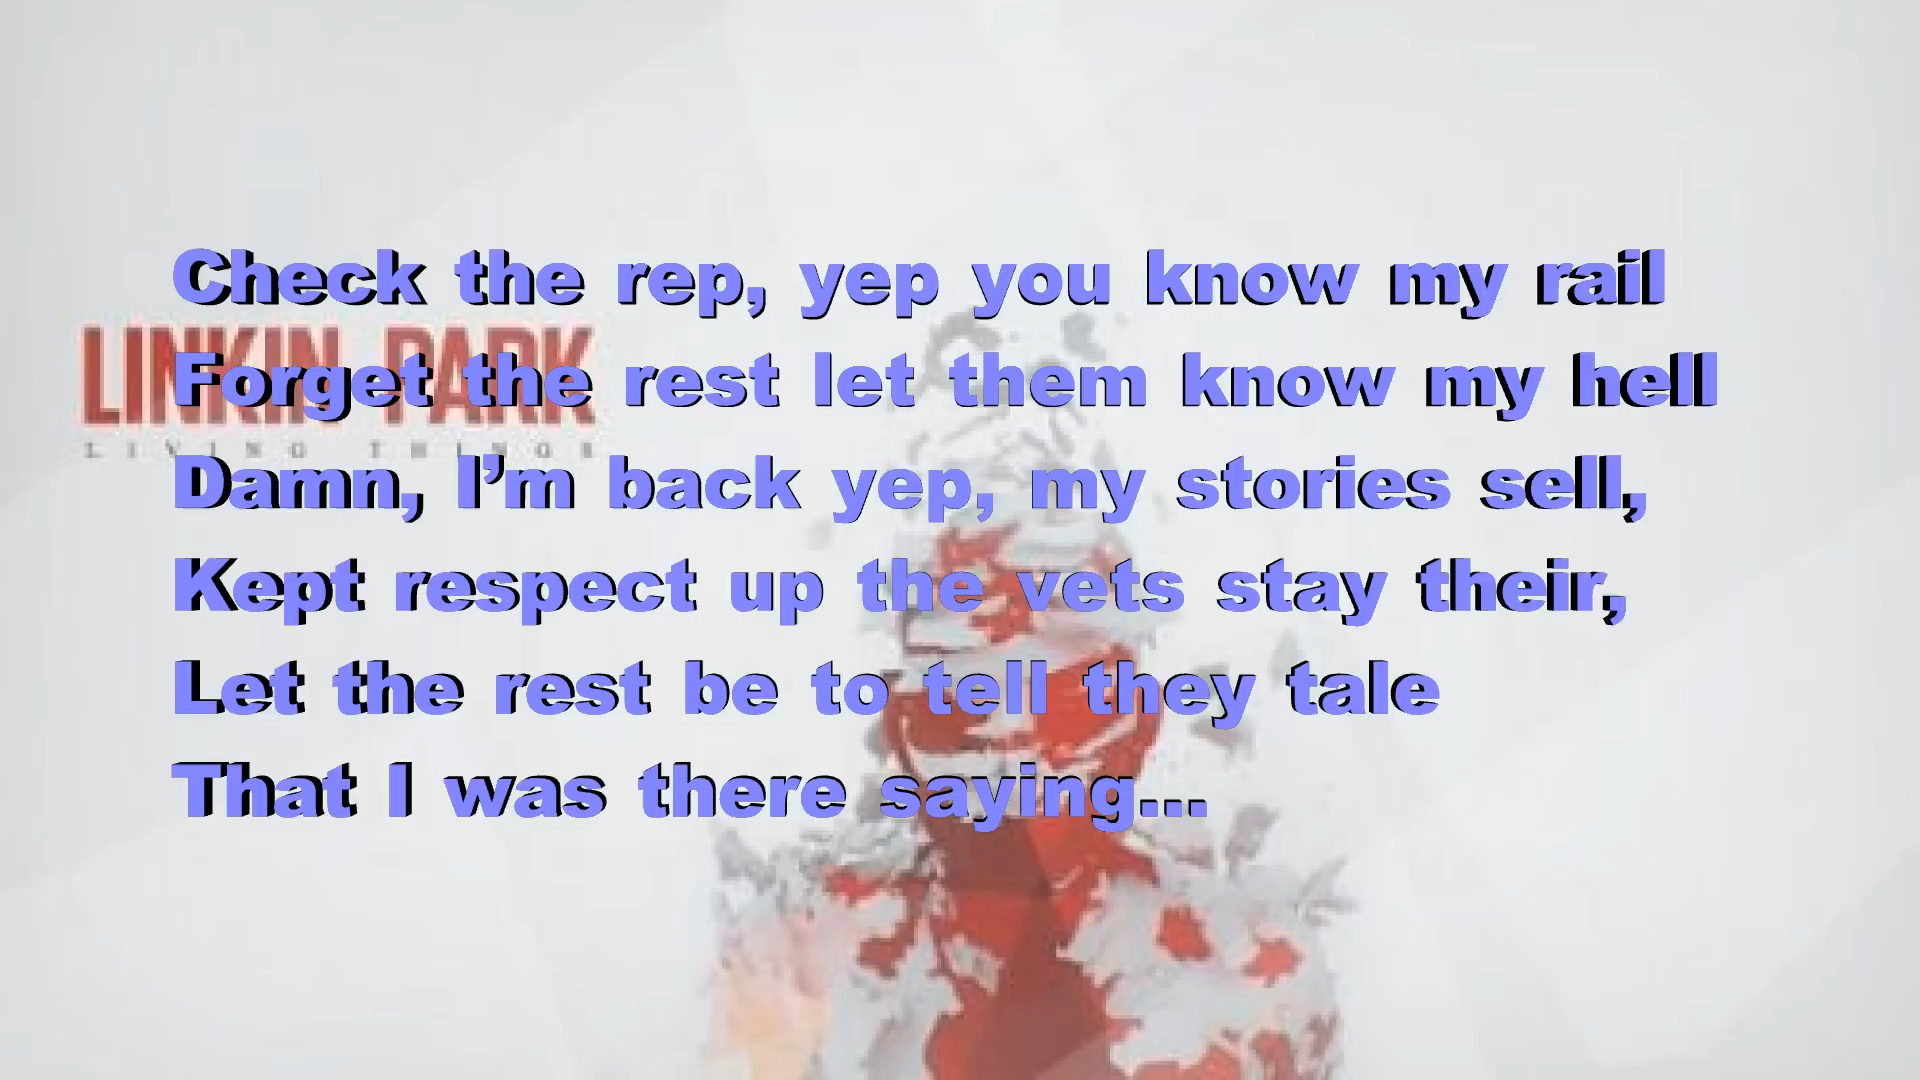 Check the rep, yep you know my rail
LINKIN PARK
Forget the rest let them know my hell
LIVING THINGS
Damn, I’m back yep, my stories sell,
Kept respect up the vets stay their,
Let the rest be to tell they tale
That I was there saying...